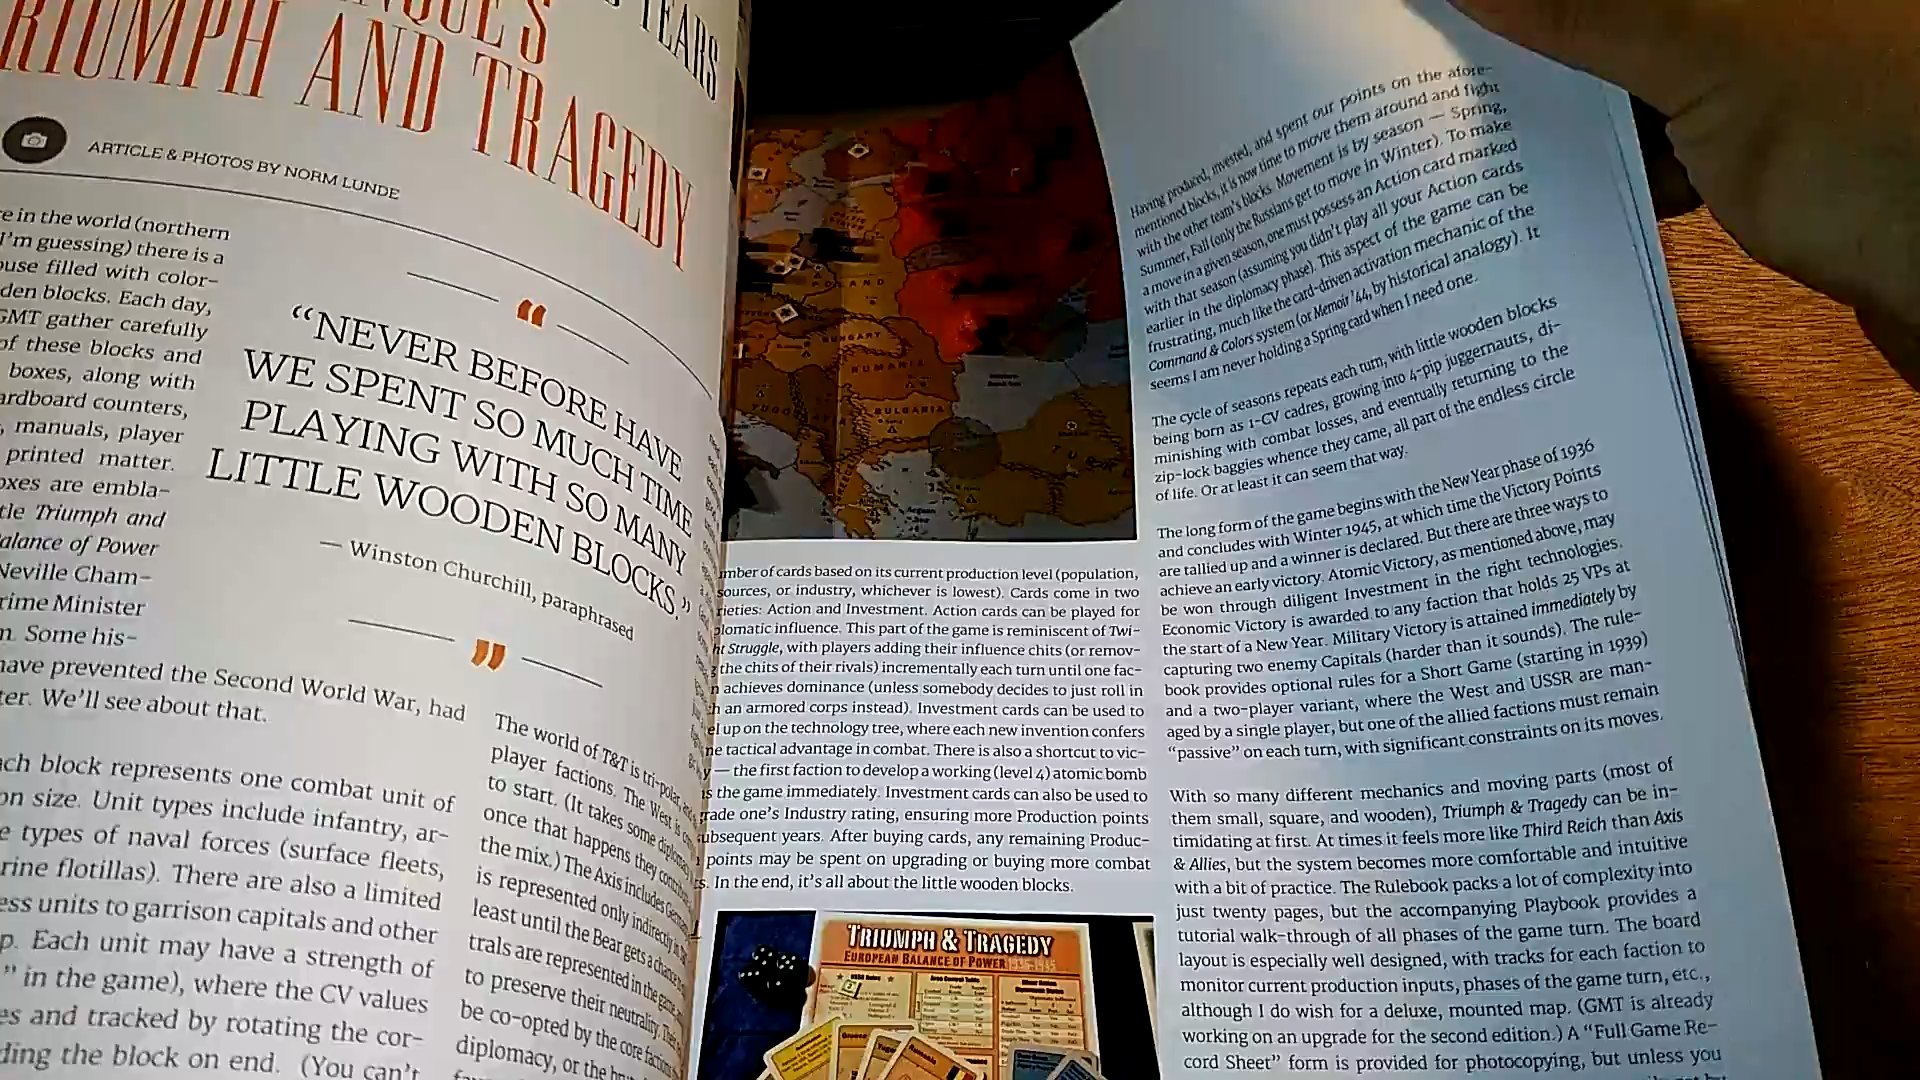 YEARS
TRIUMPH AND TRAGEDY
ARTICLE & PHOTOS BY NORM LUNDE
re in the world (northern
I'm guessing) there is a
ouse filled with color-
den blocks. Each day,
GMT gather carefully
of these blocks and
boxes, along with
ardboard counters,
manuals, player
printed matter.
oxes are embla-
tle Triumph and
alance of Power
Neville Cham-
rime Minister
n. Some his-
have prevented the Second World War, had
ter. We'll see about that.
ach block represents one combat unit of
on size. Unit types include infantry, ar-
e types of naval forces (surface fleets,
rine flotillas). There are also a limited
ess units to garrison capitals and other
p. Each unit may have a strength of
" in the game), where the CV values
es and tracked by rotating the cor-
ding the block on end. (You can't
"NEVER BEFORE HAVE
WE SPENT SO MUCH TIME
PLAYING WITH SO MANY
LITTLE WOODEN BLOCKS."
— Winston Churchill, paraphrased
The world of T&T is tri-polar,
player factions. The West is
to start. (It takes some
once that happens they
the mix.) The Axis includes
is represented only indirectly
least until the Bear gets a
trals are represented in the game,
to preserve their neutrality.
be co-opted by the core factions
diplomacy, or the
POLAND
HUNGARY
RUMANIA
BULGARIA
mber of cards based on its current production level (population,
sources, or industry, whichever is lowest). Cards come in two
rieties: Action and Investment. Action cards can be played for
plomatic influence. This part of the game is reminiscent of Twi-
ht Struggle, with players adding their influence chits (or remov-
g the chits of their rivals) incrementally each turn until one fac-
n achieves dominance (unless somebody decides to just roll in
h an armored corps instead). Investment cards can be used to
el up on the technology tree, where each new invention confers
ne tactical advantage in combat. There is also a shortcut to vic-
y — the first faction to develop a working (level 4) atomic bomb
s the game immediately. Investment cards can also be used to
rade one's Industry rating, ensuring more Production points
ubsequent years. After buying cards, any remaining Produc-
points may be spent on upgrading or buying more combat
s. In the end, it's all about the little wooden blocks.
TRIUMPH & TRAGEDY
EUROPEAN BALANCE OF POWER 1936-1945
Having produced, invested, and spent our points on the afore-
mentioned blocks, it is now time to move them around and fight
with the other team's blocks. Movement is by season — Spring,
Summer, Fall (only the Russians get to move in Winter). To make
a move in a given season, one must possess an Action card marked
with that season (assuming you didn't play all your Action cards
earlier in the diplomacy phase). This aspect of the game can be
frustrating, much like the card-driven activation mechanic of the
Command & Colors system (or Memoir '44, by historical analogy). It
seems I am never holding a Spring card when I need one.
The cycle of seasons repeats each turn, with little wooden blocks
being born as 1-CV cadres, growing into 4-pip juggernauts, di-
minishing with combat losses, and eventually returning to the
zip-lock baggies whence they came, all part of the endless circle
of life. Or at least it can seem that way.
The long form of the game begins with the New Year phase of 1936
and concludes with Winter 1945, at which time the Victory Points
are tallied up and a winner is declared. But there are three ways to
achieve an early victory. Atomic Victory, as mentioned above, may
be won through diligent Investment in the right technologies.
Economic Victory is awarded to any faction that holds 25 VPs at
the start of a New Year. Military Victory is attained immediately by
capturing two enemy Capitals (harder than it sounds). The rule-
book provides optional rules for a Short Game (starting in 1939)
and a two-player variant, where the West and USSR are man-
aged by a single player, but one of the allied factions must remain
"passive" on each turn, with significant constraints on its moves.
With so many different mechanics and moving parts (most of
them small, square, and wooden), Triumph & Tragedy can be in-
timidating at first. At times it feels more like Third Reich than Axis
& Allies, but the system becomes more comfortable and intuitive
with a bit of practice. The Rulebook packs a lot of complexity into
just twenty pages, but the accompanying Playbook provides a
tutorial walk-through of all phases of the game turn. The board
layout is especially well designed, with tracks for each faction to
monitor current production inputs, phases of the game turn, etc.,
although I do wish for a deluxe, mounted map. (GMT is already
working on an upgrade for the second edition.) A "Full Game Re-
cord Sheet" form is provided for photocopying, but unless you